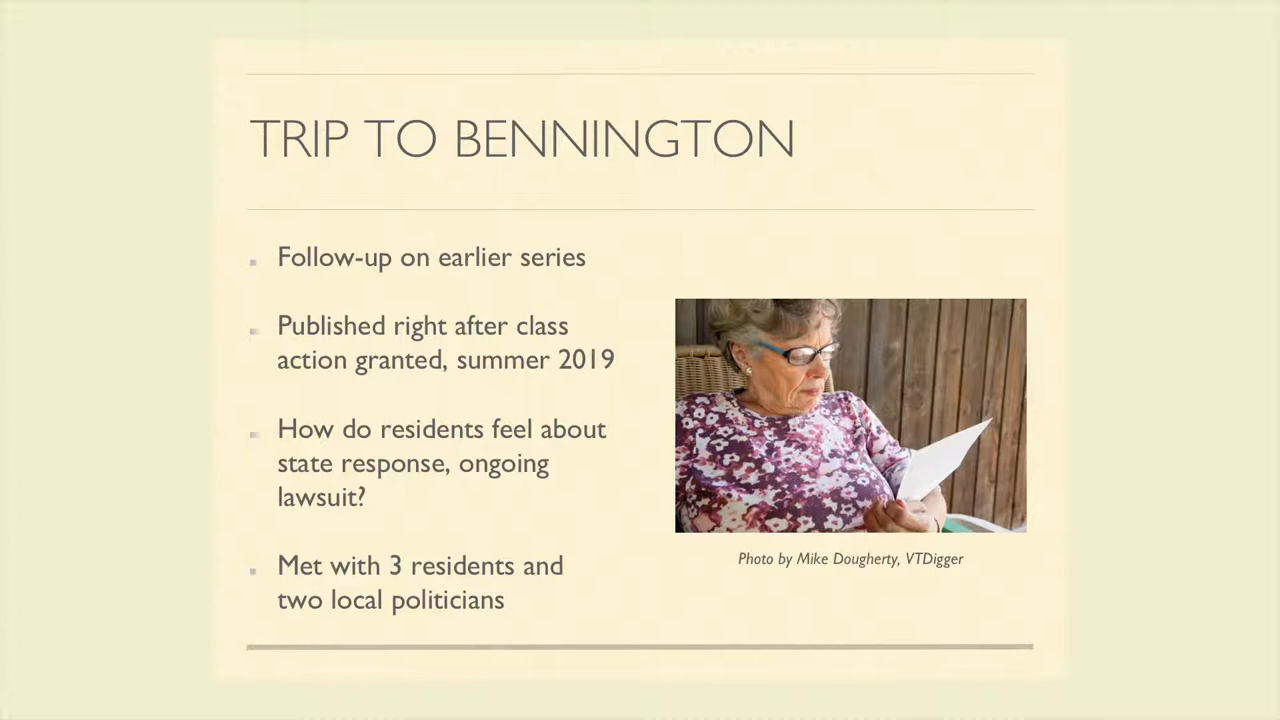 TRIP TO BENNINGTON
Follow-up on earlier series
Published right after class
action granted, summer 2019
How do residents feel about
state response, ongoing
lawsuit?
Met with 3 residents and
two local politicians
Photo by Mike Dougherty, VTDigger